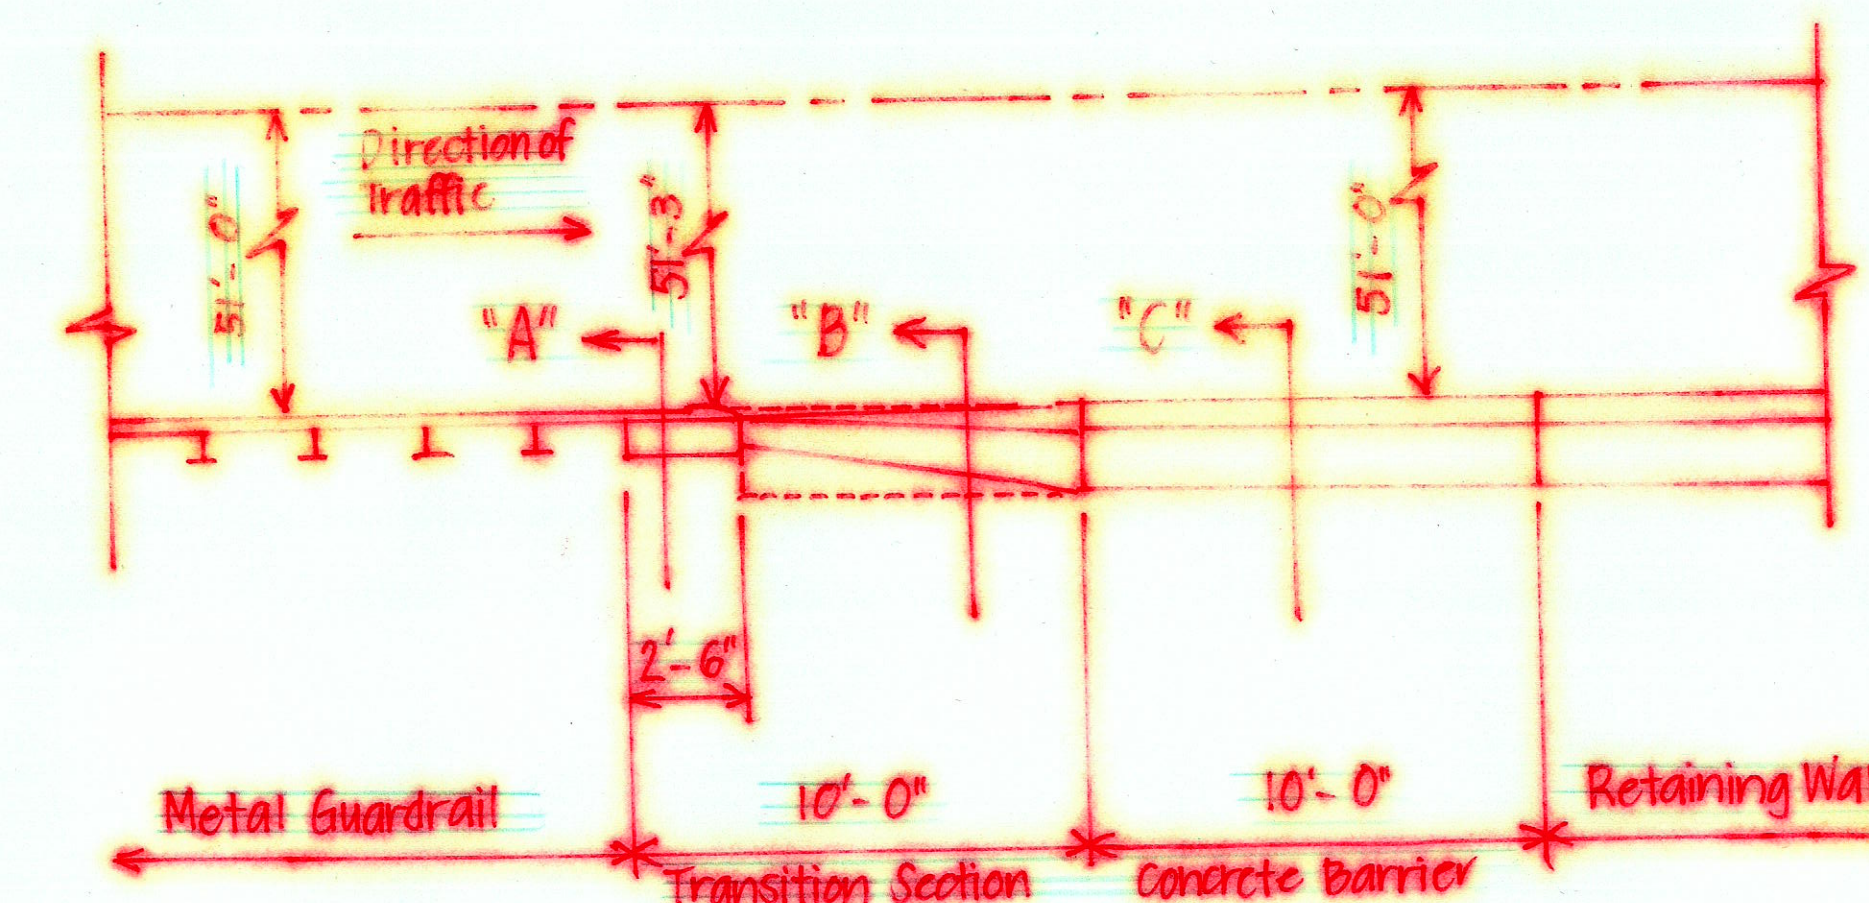 Direction of
Traffic
51'-0"
51'-3"
51'-0"
"A"
"B"
"C"
2'-6"
Metal Guardrail
10'-0"
10'-0"
Retaining Wa
Transition Section
Concrete Barrier